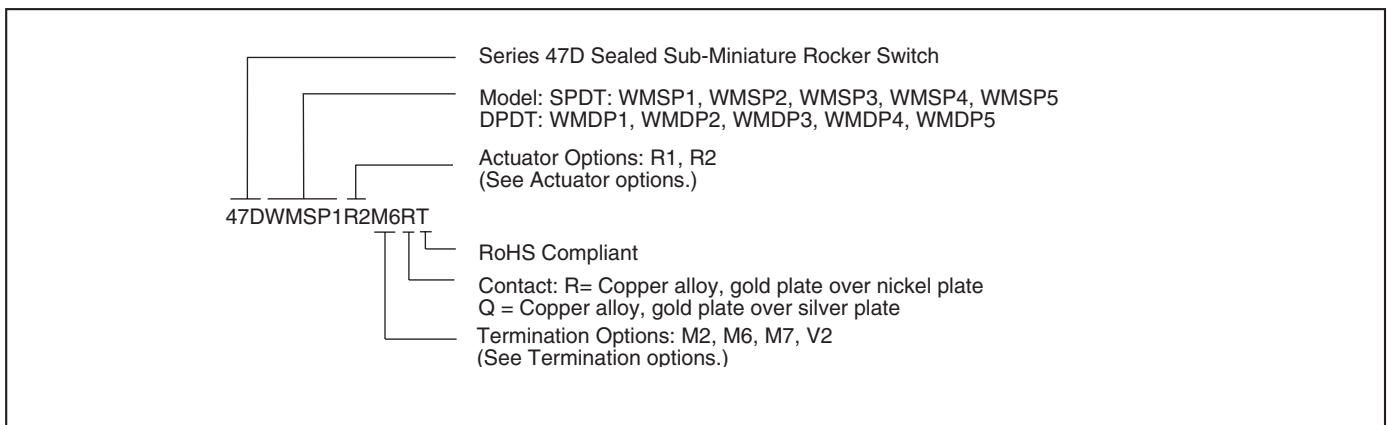 Series 47D Sealed Sub-Miniature Rocker Switch
Model: SPDT: WMSP1, WMSP2, WMSP3, WMSP4, WMSP5
DPDT: WMDP1, WMDP2, WMDP3, WMDP4, WMDP5
Actuator Options: R1, R2
(See Actuator options.)
47DWMSP1R2M6RT
RoHS Compliant
Contact: R= Copper alloy, gold plate over nickel plate
Q = Copper alloy, gold plate over silver plate
Termination Options: M2, M6, M7, V2
(See Termination options.)